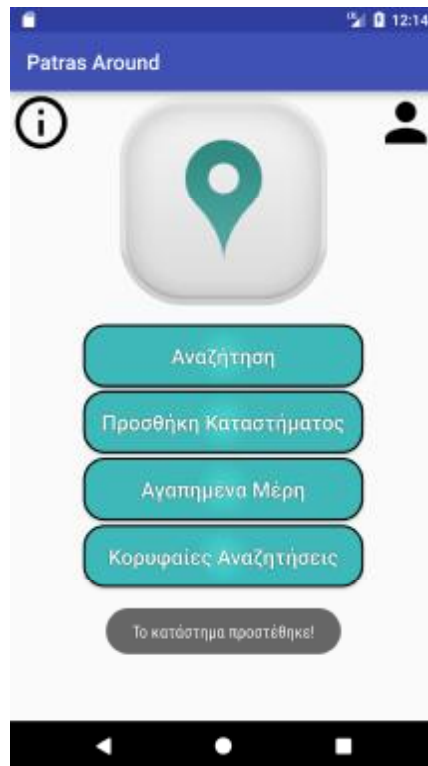 12:14
Patras Around
Αναζήτηση
Προσθήκη Καταστήματος
Αγαπημενα Μέρη
Κορυφαίες Αναζητήσεις
Το κατάστημα προστέθηκε!